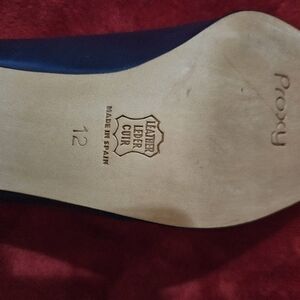 Proxy
LEATHER
LEDER
CUIR
MADE IN SPAIN
12